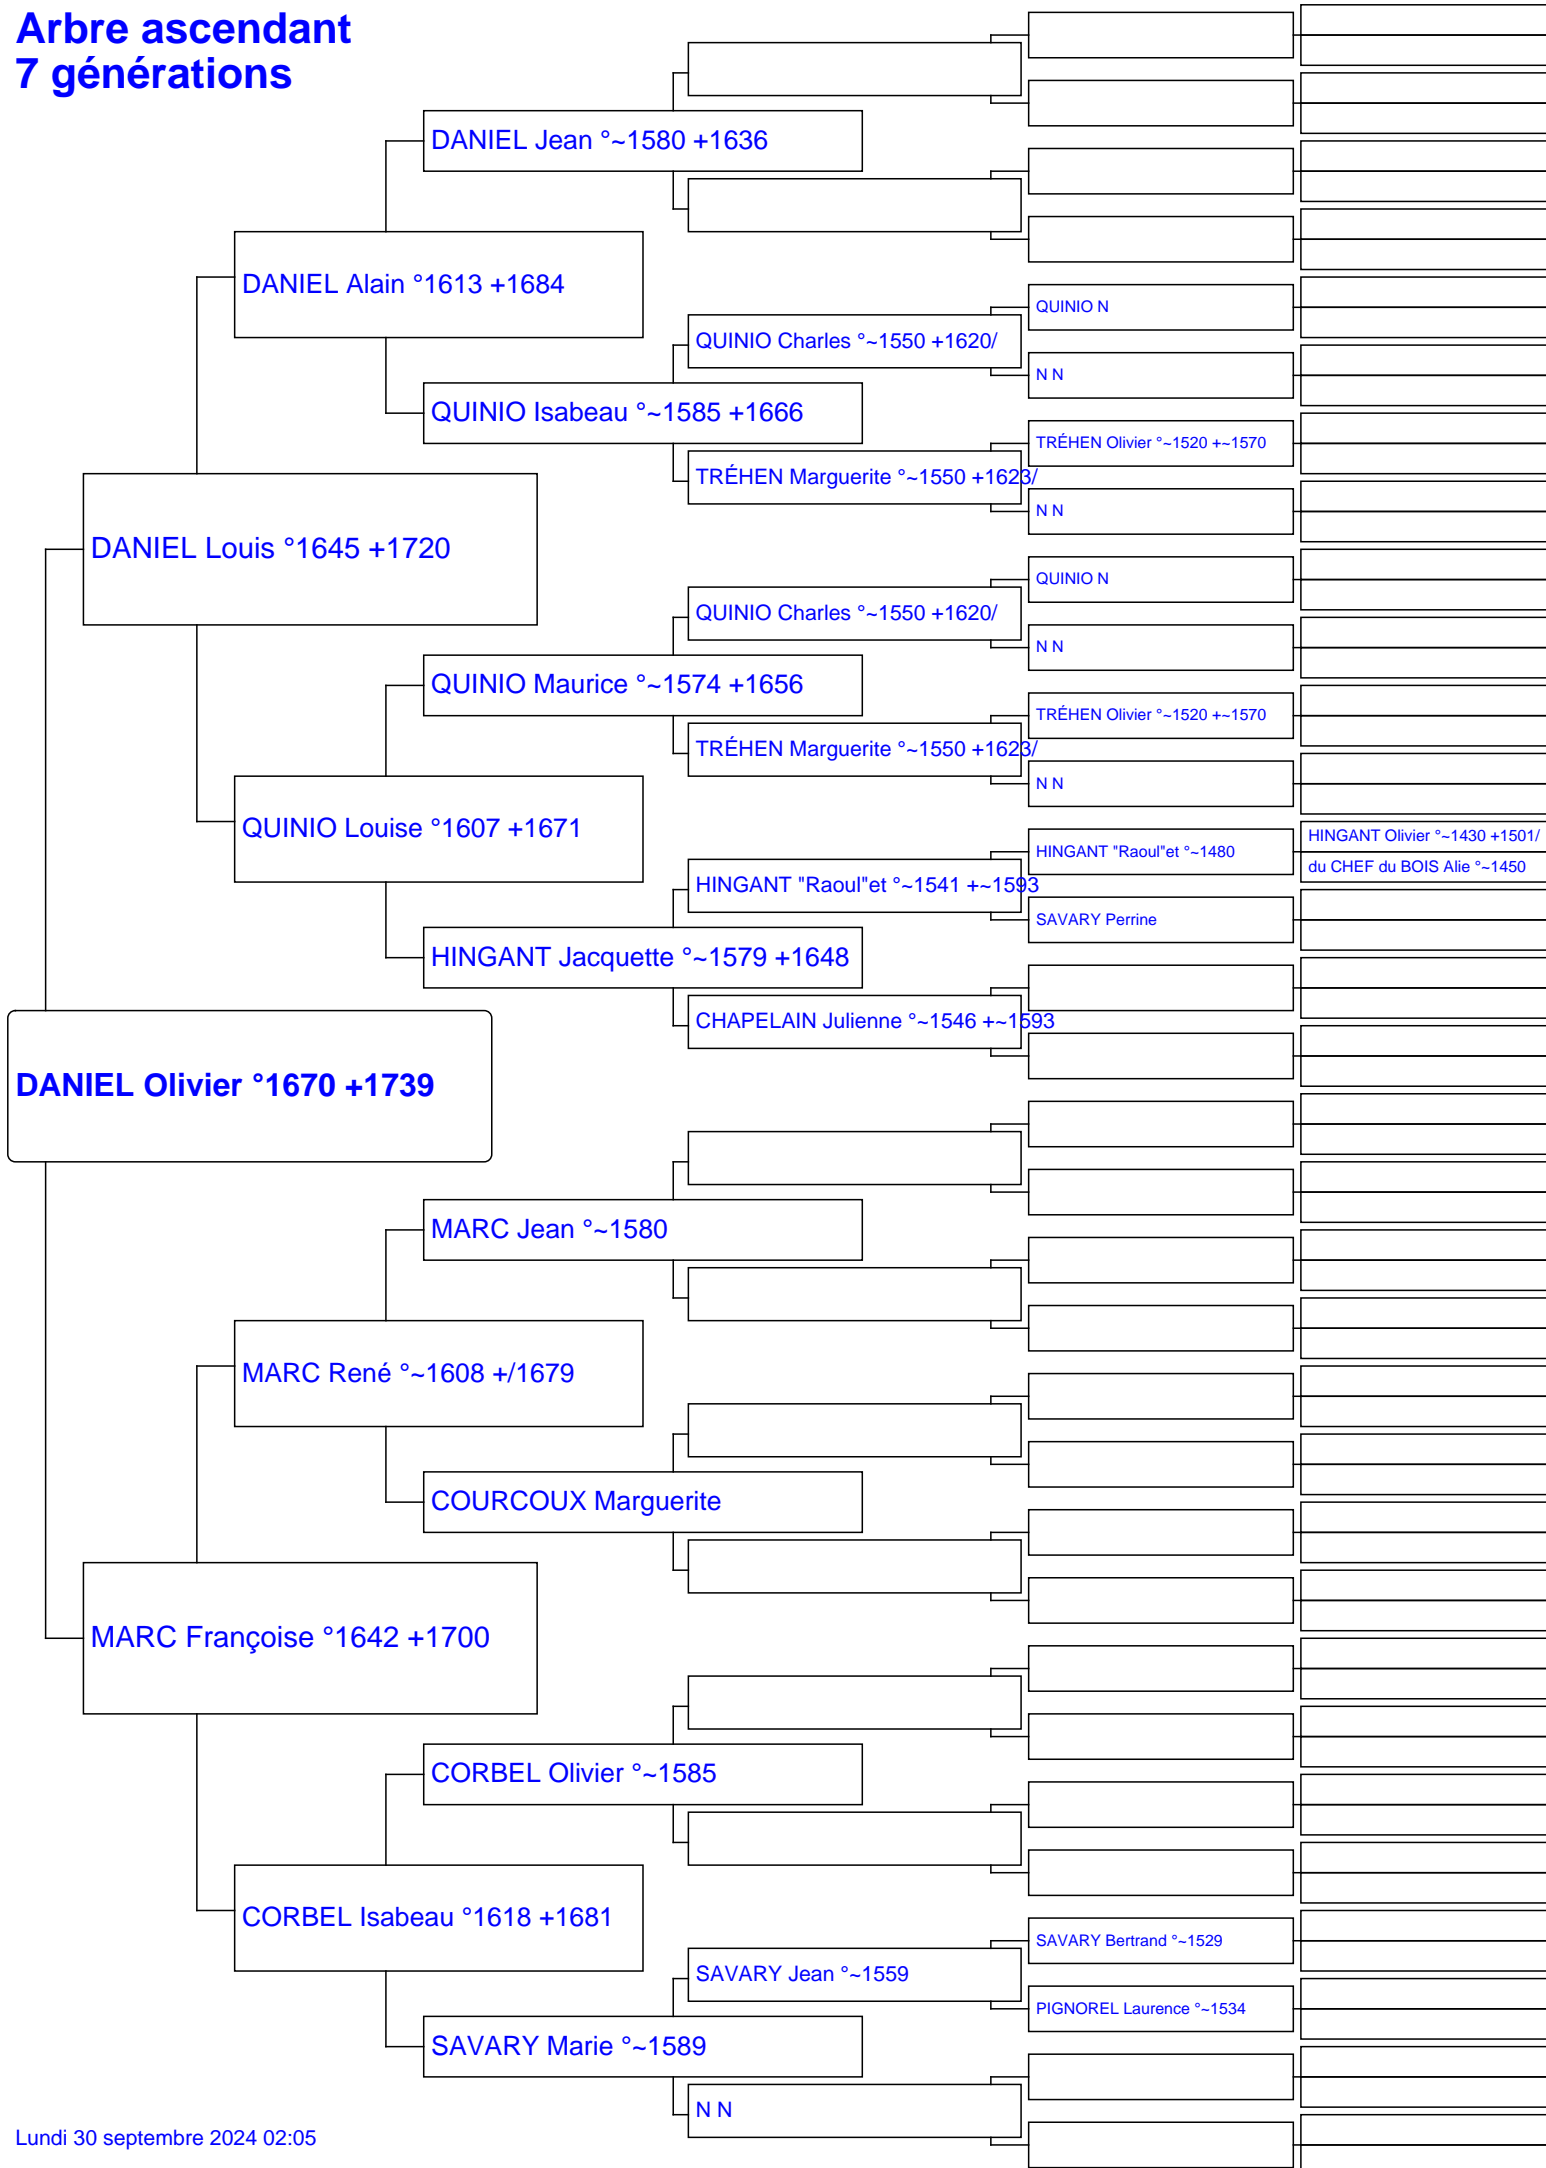 Arbre ascendant
7 générations
DANIEL Jean °~1580 +1636
DANIEL Alain °1613 +1684
QUINIO N
QUINIO Charles °~1550 +1620/
N N
QUINIO Isabeau °~1585 +1666
TRÉHEN Olivier °~1520 +~1570
TRÉHEN Marguerite °~1550 +1623/
N N
DANIEL Louis °1645 +1720
QUINIO N
QUINIO Charles °~1550 +1620/
N N
QUINIO Maurice °~1574 +1656
TRÉHEN Olivier °~1520 +~1570
TRÉHEN Marguerite °~1550 +1623/
N N
QUINIO Louise °1607 +1671
HINGANT Olivier °~1430 +1501/
HINGANT "Raoul"et °~1480
du CHEF du BOIS Alie °~1450
HINGANT "Raoul"et °~1541 +~1593
SAVARY Perrine
HINGANT Jacquette °~1579 +1648
CHAPELAIN Julienne °~1546 +~1593
DANIEL Olivier °1670 +1739
MARC Jean °~1580
MARC René °~1608 +/1679
COURCOUX Marguerite
MARC Françoise °1642 +1700
CORBEL Olivier °~1585
CORBEL Isabeau °1618 +1681
SAVARY Bertrand °~1529
SAVARY Jean °~1559
PIGNOREL Laurence °~1534
SAVARY Marie °~1589
N N
Lundi 30 septembre 2024 02:05